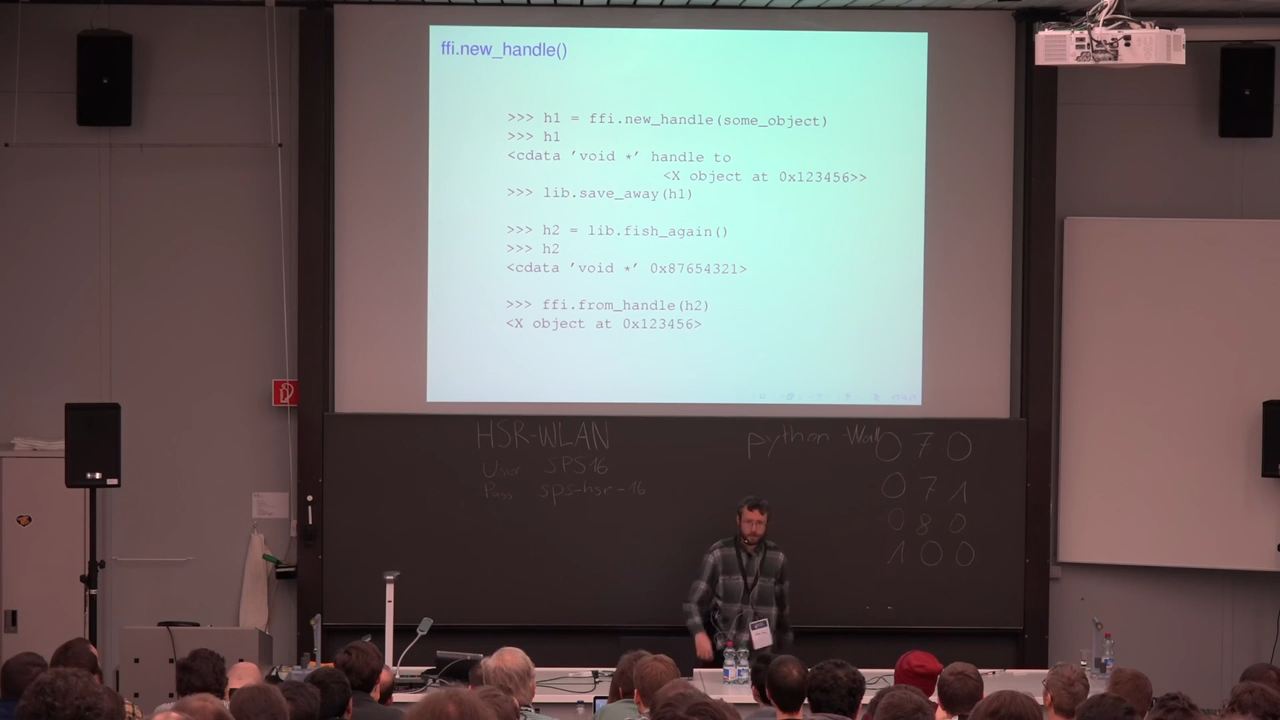 ffi.new_handle()
>>> h1 = ffi.new_handle(some_object)
>>> h1
<cdata 'void *' handle to
<X object at 0x123456>>
>>> lib.save_away(h1)
>>> h2 = lib.fish_again()
>>> h2
<cdata 'void *' 0x87654321>
>>> ffi.from_handle(h2)
<X object at 0x123456>
HSR-WLAN
User SPS16
Pass sps-hsr-16
python -Wall
070
071
080
100